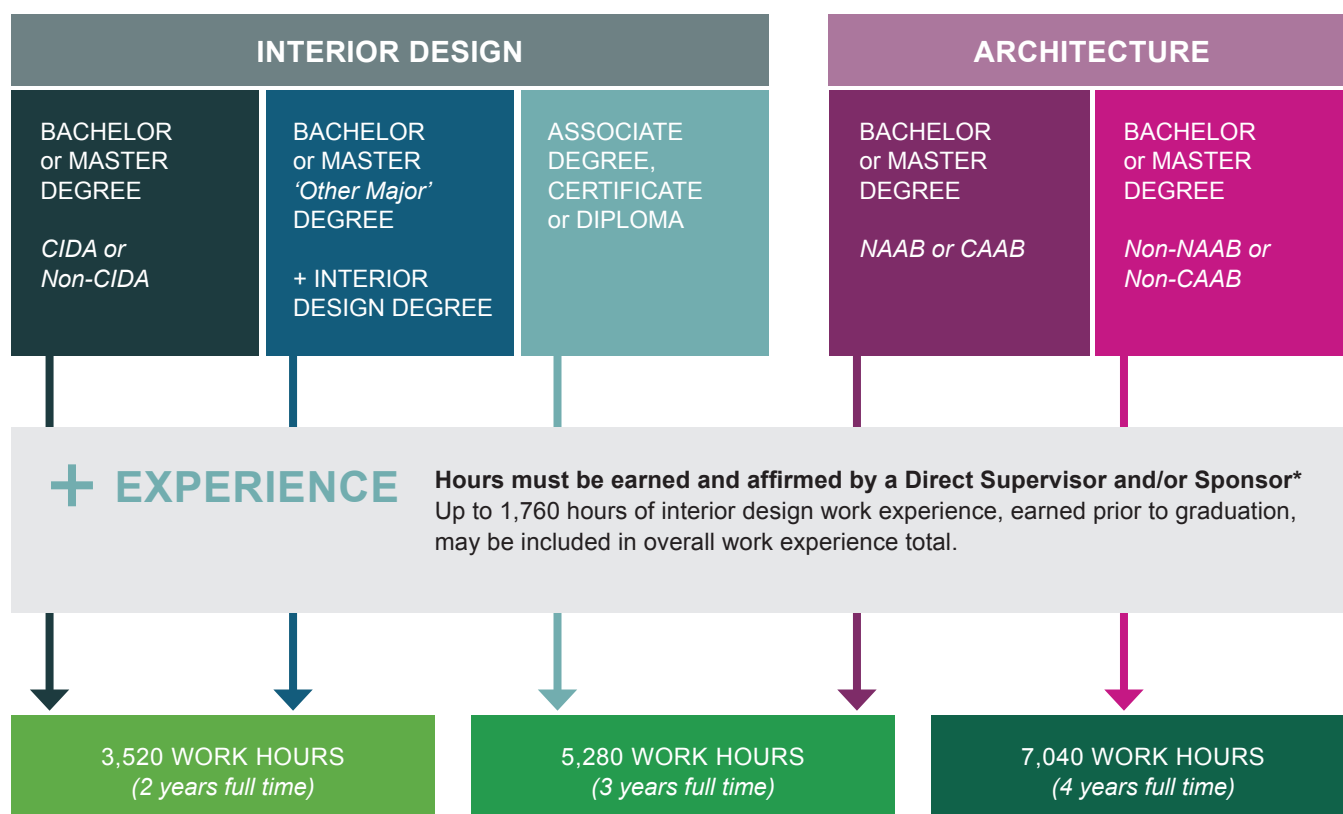 INTERIOR DESIGN
BACHELOR
or MASTER
DEGREE
CIDA or
Non-CIDA
BACHELOR
or MASTER
‘Other Major’
DEGREE
+ INTERIOR
DESIGN DEGREE
ASSOCIATE
DEGREE,
CERTIFICATE
or DIPLOMA
ARCHITECTURE
BACHELOR
or MASTER
DEGREE
NAAB or CAAB
BACHELOR
or MASTER
DEGREE
Non-NAAB or
Non-CAAB
+ EXPERIENCE
Hours must be earned and affirmed by a Direct Supervisor and/or Sponsor*
Up to 1,760 hours of interior design work experience, earned prior to graduation,
may be included in overall work experience total.
3,520 WORK HOURS
(2 years full time)
5,280 WORK HOURS
(3 years full time)
7,040 WORK HOURS
(4 years full time)